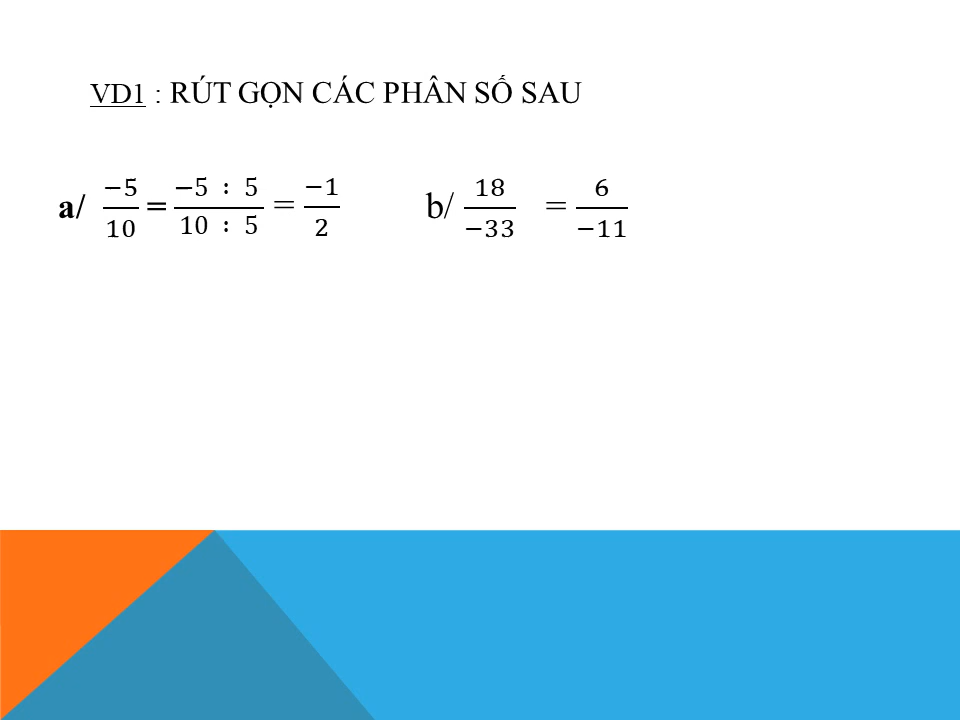 VD1 : RÚT GỌN CÁC PHÂN SỐ SAU
a/ −5/10 = −5 : 5/10 : 5 = −1/2 b/ 18/−33 = 6/−11